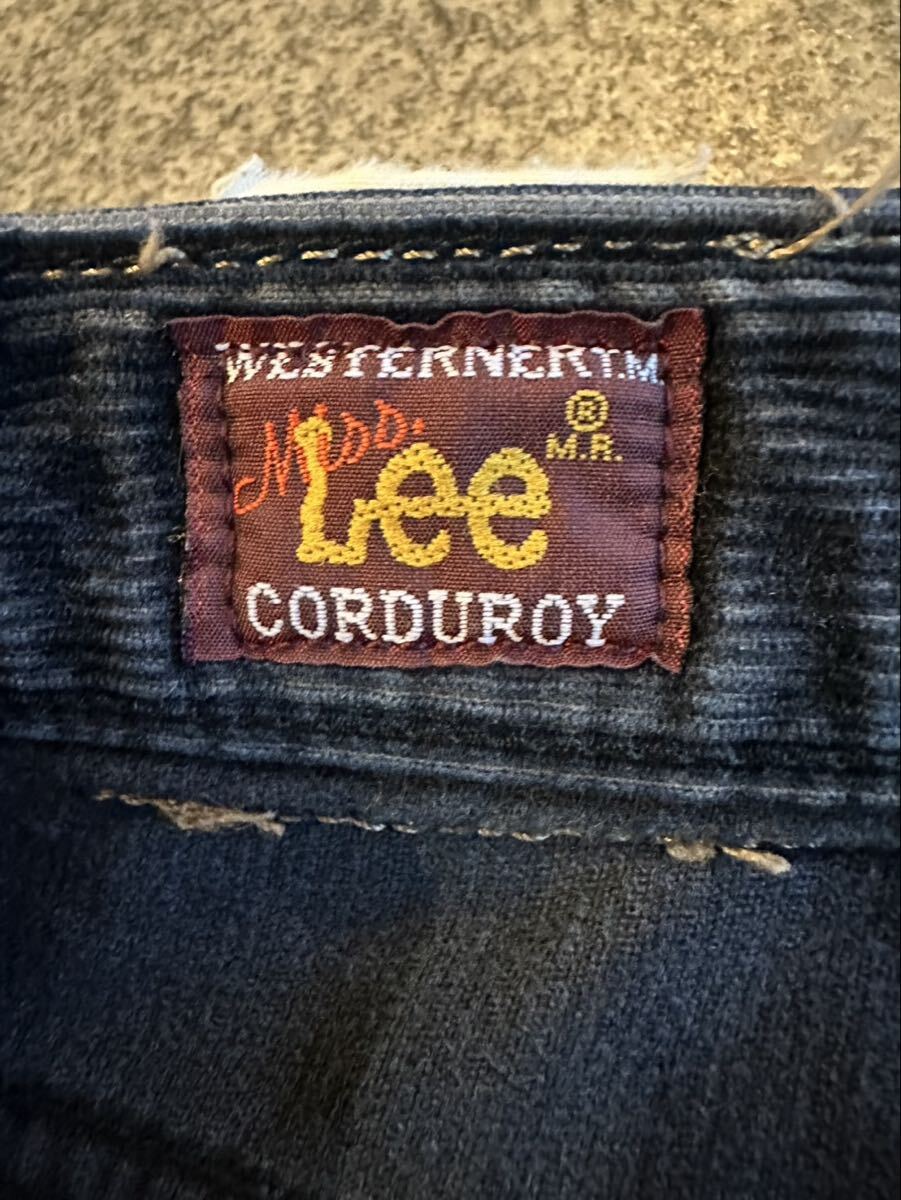 WESTERNER T.M.
Miss.
Lee ® M.R.
CORDUROY